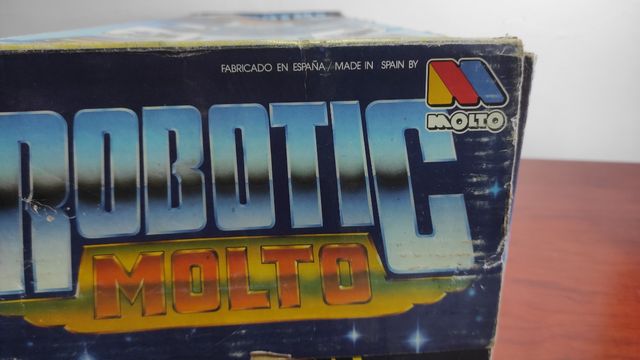 FABRICADO EN ESPAÑA / MADE IN SPAIN BY
MOLTO
ROBOTIC
MOLTO